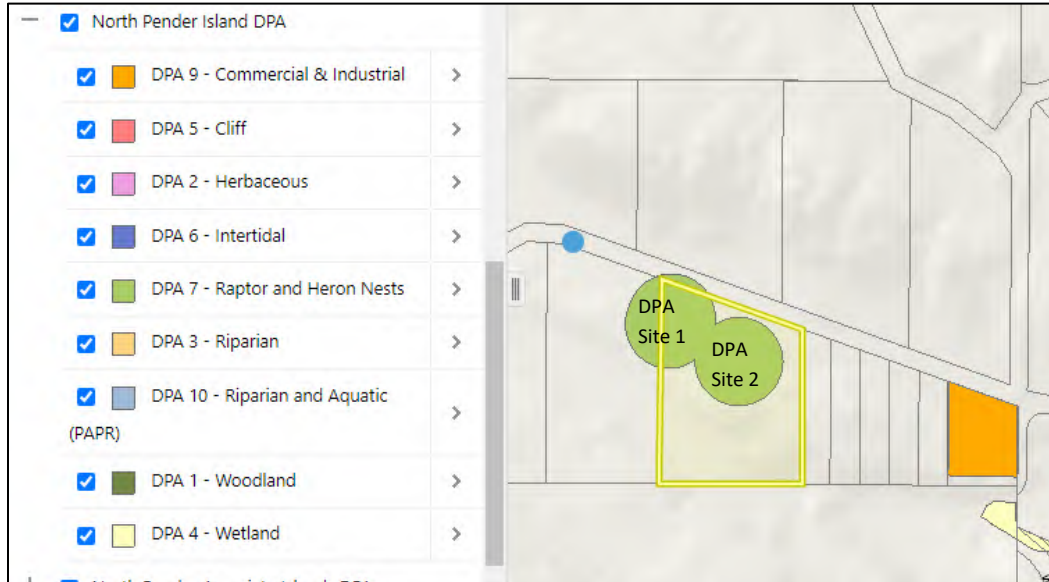 North Pender Island DPA
DPA 9 - Commercial & Industrial
DPA 5 - Cliff
DPA 2 - Herbaceous
DPA 6 - Intertidal
DPA 7 - Raptor and Heron Nests
DPA 3 - Riparian
DPA 10 - Riparian and Aquatic
(PAPR)
DPA 1 - Woodland
DPA 4 - Wetland
DPA
Site 1
DPA
Site 2